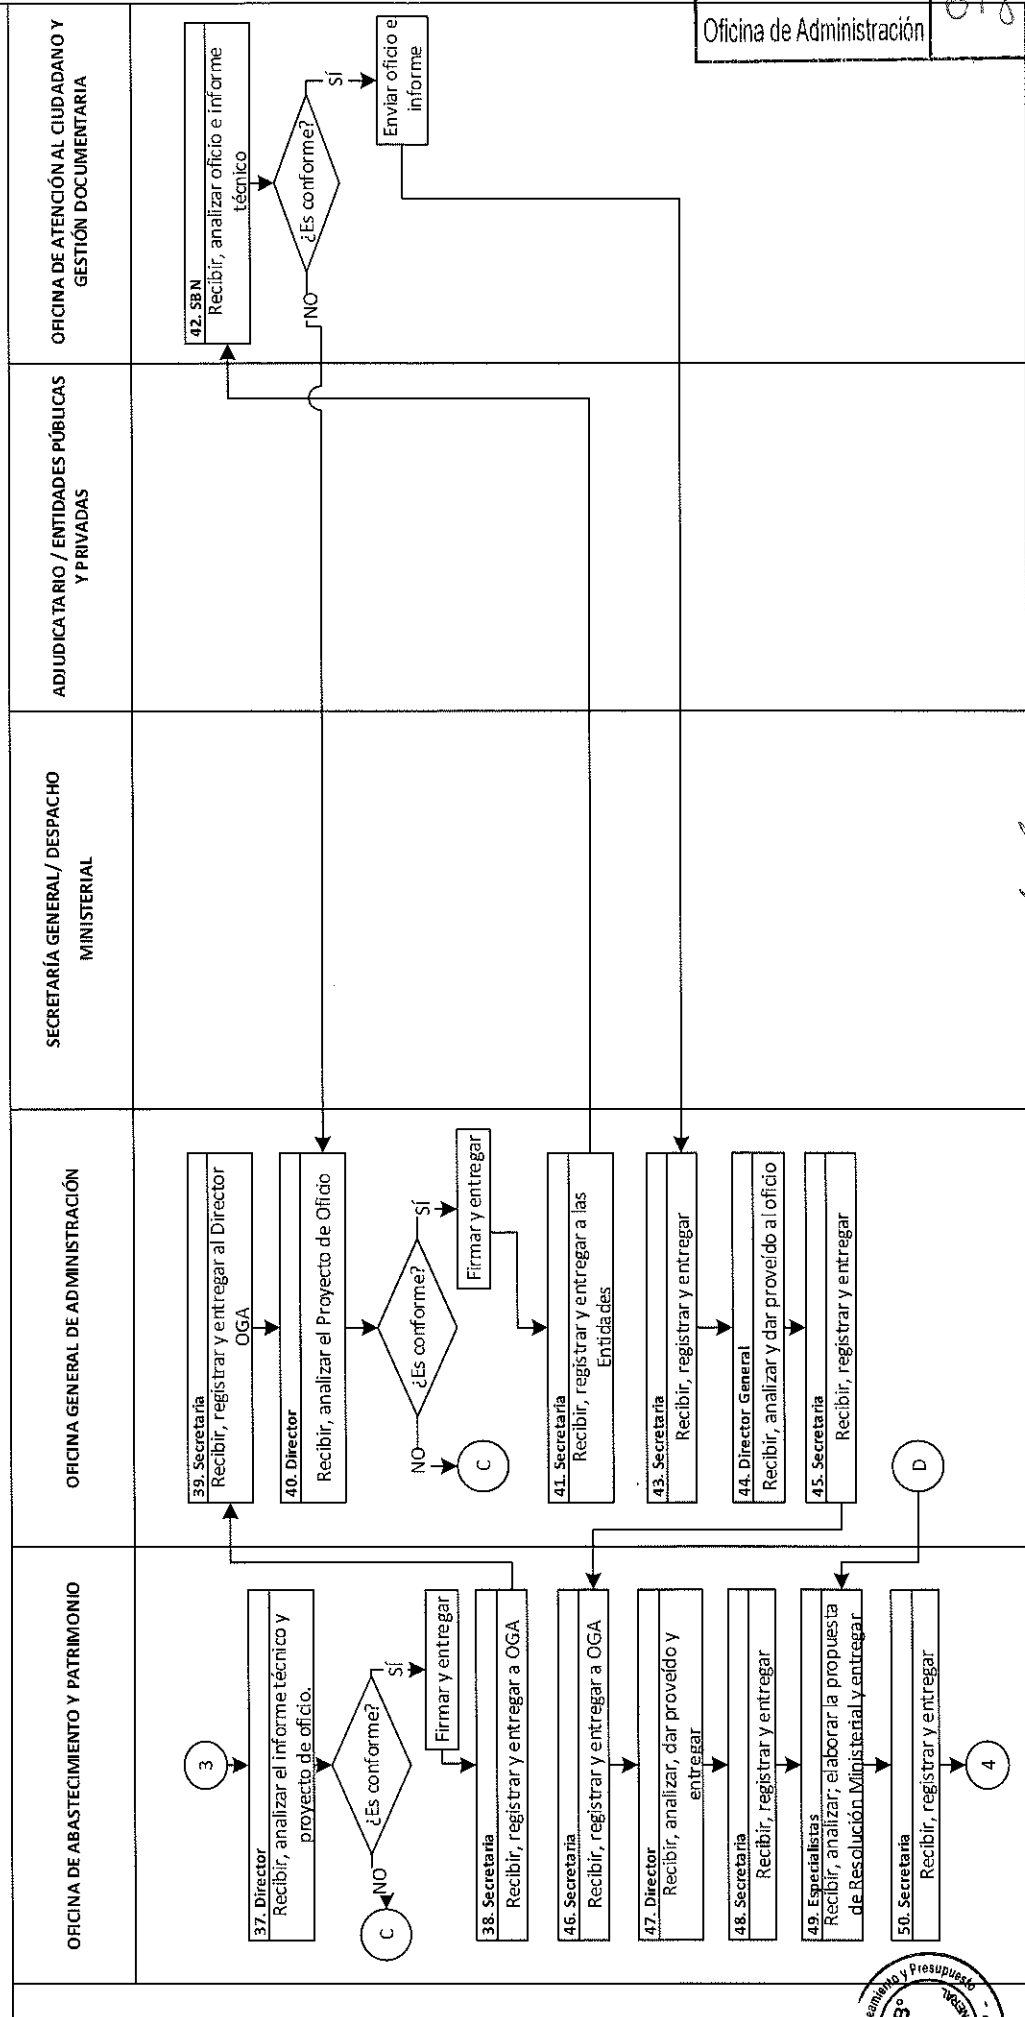 OFICINA DE ABASTECIMIENTO Y PATRIMONIO
OFICINA GENERAL DE ADMINISTRACIÓN
SECRETARÍA GENERAL/ DESPACHO
MINISTERIAL
ADJUDICATARIO / ENTIDADES PÚBLICAS
Y PRIVADAS
OFICINA DE ATENCIÓN AL CIUDADANO Y
GESTIÓN DOCUMENTARIA
3
37. Director
Recibir, analizar el informe técnico y
proyecto de oficio.
¿Es conforme?
NO
SÍ
C
Firmar y entregar
38. Secretaria
Recibir, registrar y entregar a OGA
39. Secretaria
Recibir, registrar y entregar al Director
OGA
40. Director
Recibir, analizar el Proyecto de Oficio
¿Es conforme?
NO
SÍ
C
Firmar y entregar
41. Secretaria
Recibir, registrar y entregar a las
Entidades
42. SBN
Recibir, analizar oficio e informe
técnico
¿Es conforme?
NO
SÍ
Enviar oficio e
informe
43. Secretaria
Recibir, registrar y entregar
44. Director General
Recibir, analizar y dar proveído al oficio
45. Secretaria
Recibir, registrar y entregar
46. Secretaria
Recibir, registrar y entregar a OGA
47. Director
Recibir, analizar, dar proveído y
entregar
48. Secretaria
Recibir, registrar y entregar
D
49. Especialistas
Recibir, analizar; elaborar la propuesta
de Resolución Ministerial y entregar
50. Secretaria
Recibir, registrar y entregar
4
Oficina de Administración
y Presupuesto